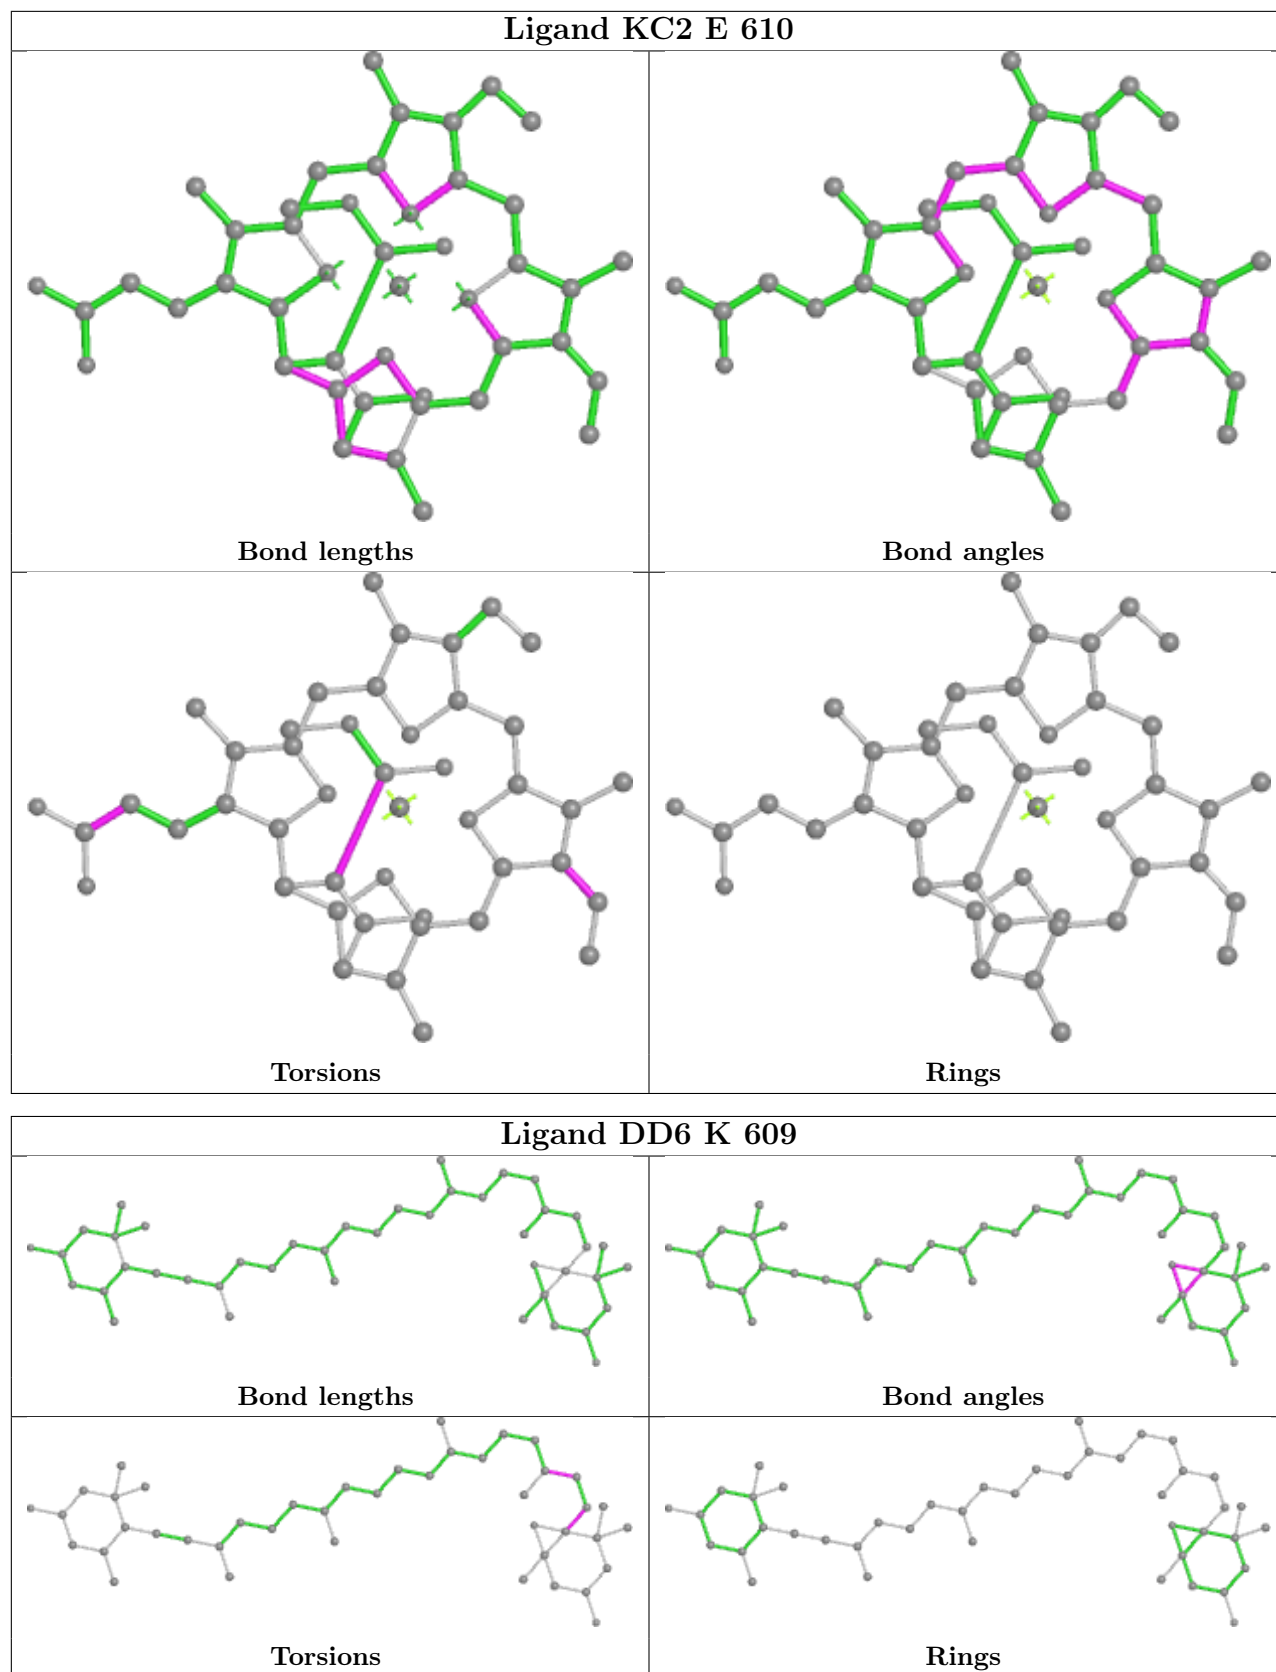 Ligand KC2 E 610
Bond lengths
Bond angles
Torsions
Rings
Ligand DD6 K 609
Bond lengths
Bond angles
Torsions
Rings